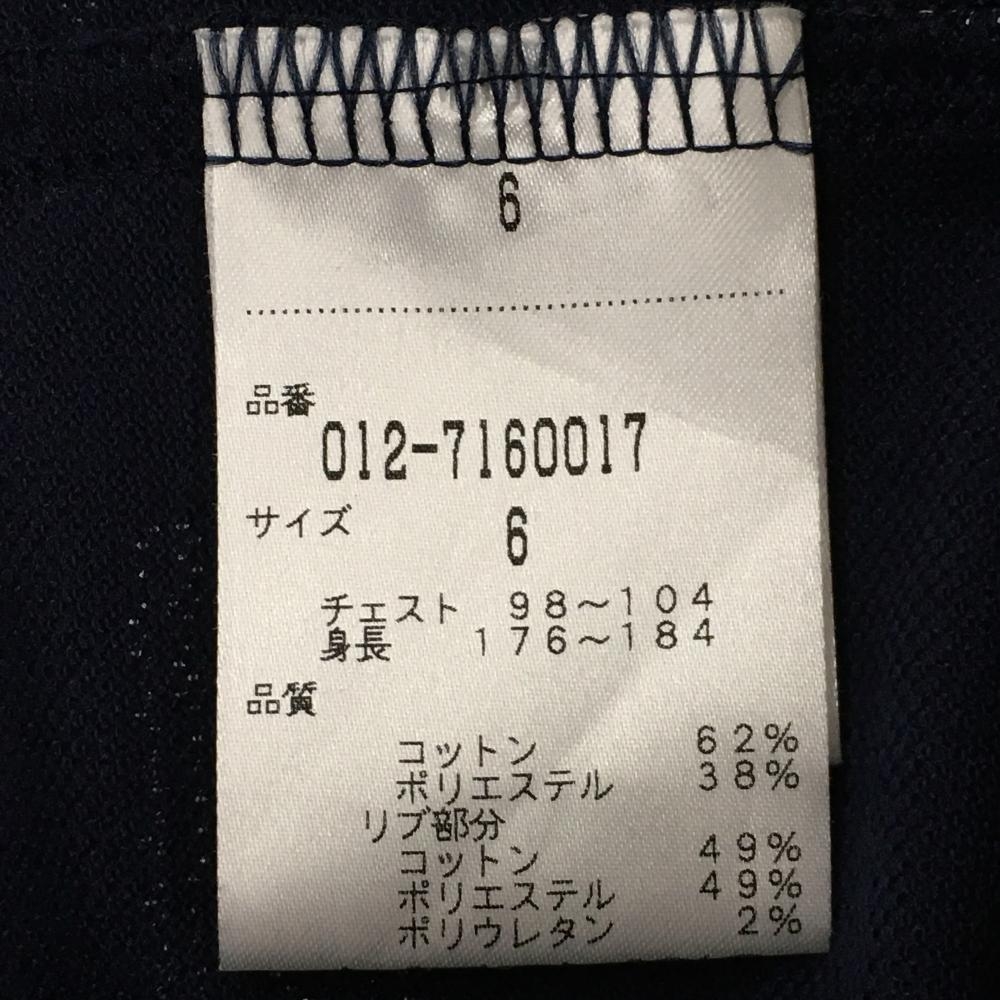 6
品番
012-7160017
サイズ 6
チェスト 98～104
身長 176～184
品質
コットン 62%
ポリエステル 38%
リブ部分
コットン 49%
ポリエステル 49%
ポリウレタン 2%